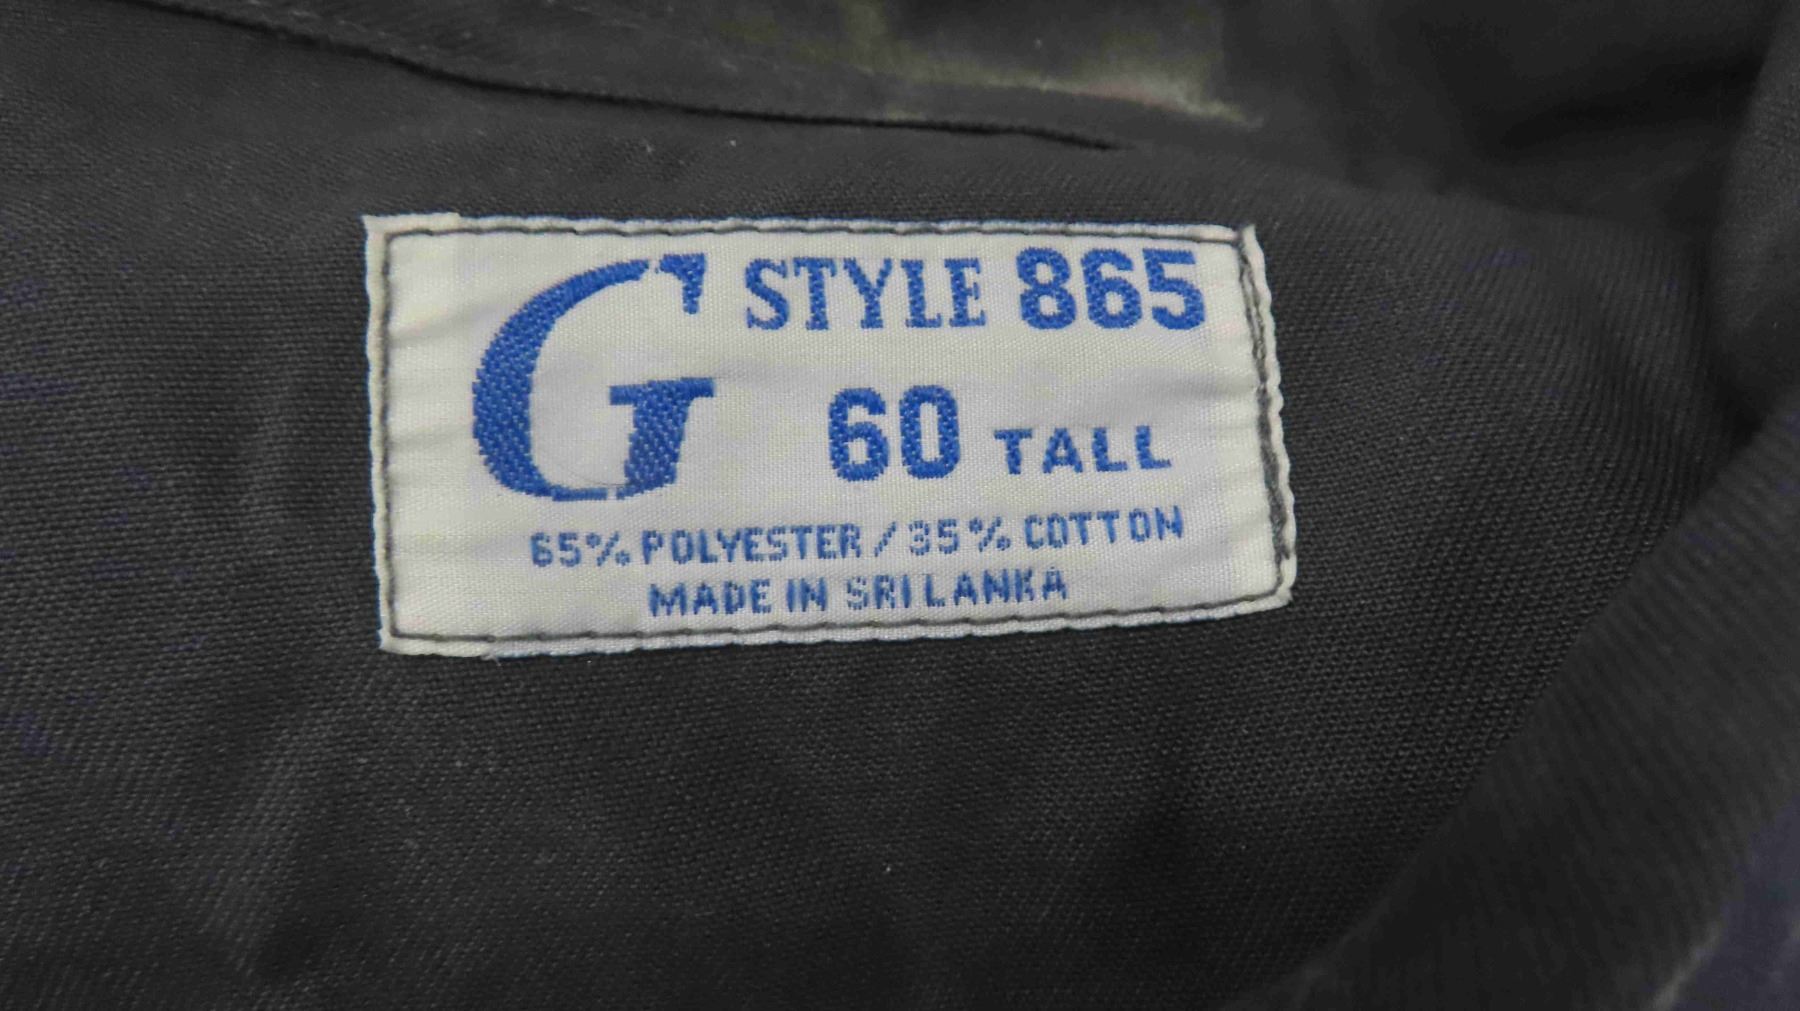 G STYLE 865
60 TALL
65% POLYESTER / 35% COTTON
MADE IN SRI LANKA